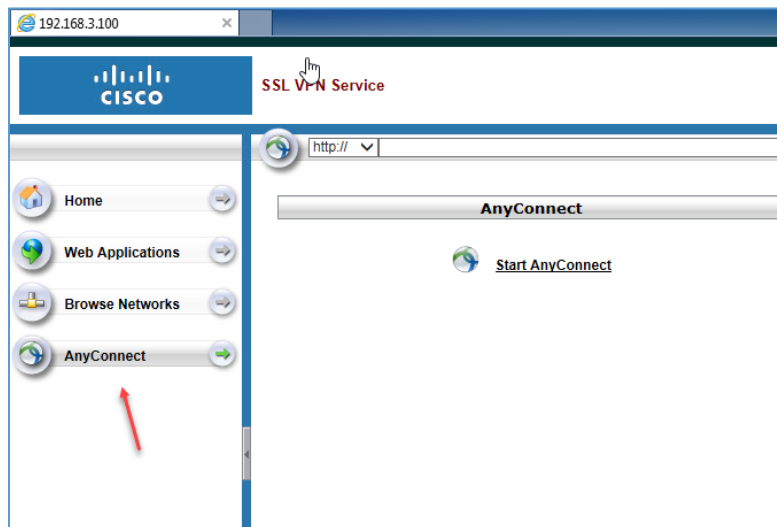 192.168.3.100
CISCO
SSL VPN Service
http://
Home
Web Applications
Browse Networks
AnyConnect
AnyConnect
Start AnyConnect